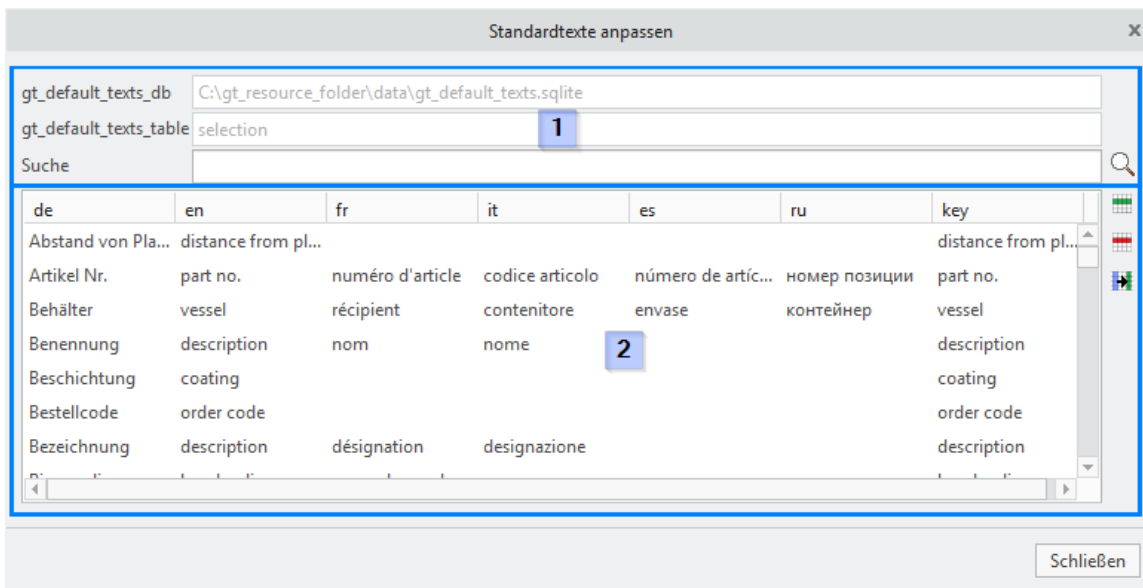 Standardtexte anpassen x
gt_default_texts_db C:\gt_resource_folder\data\gt_default_texts.sqlite
gt_default_texts_table selection
1
Suche
de en fr it es ru key
Abstand von Pla... distance from pl... distance from pl...
Artikel Nr. part no. numéro d'article codice articolo número de artíc... номер позиции part no.
Behälter vessel récipient contenitore envase контейнер vessel
Benennung description nom nome description
2
Beschichtung coating coating
Bestellcode order code order code
Bezeichnung description désignation designazione description
Schließen